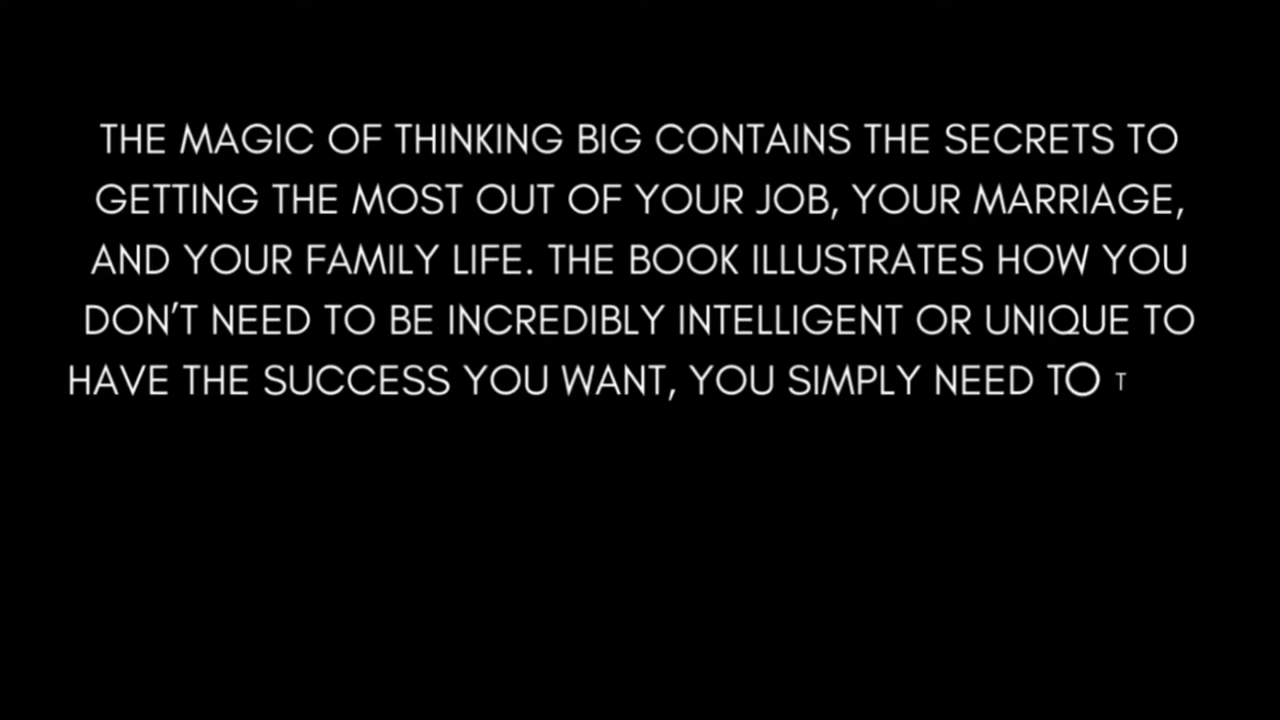 THE MAGIC OF THINKING BIG CONTAINS THE SECRETS TO
GETTING THE MOST OUT OF YOUR JOB, YOUR MARRIAGE,
AND YOUR FAMILY LIFE. THE BOOK ILLUSTRATES HOW YOU
DON’T NEED TO BE INCREDIBLY INTELLIGENT OR UNIQUE TO
HAVE THE SUCCESS YOU WANT, YOU SIMPLY NEED TO T